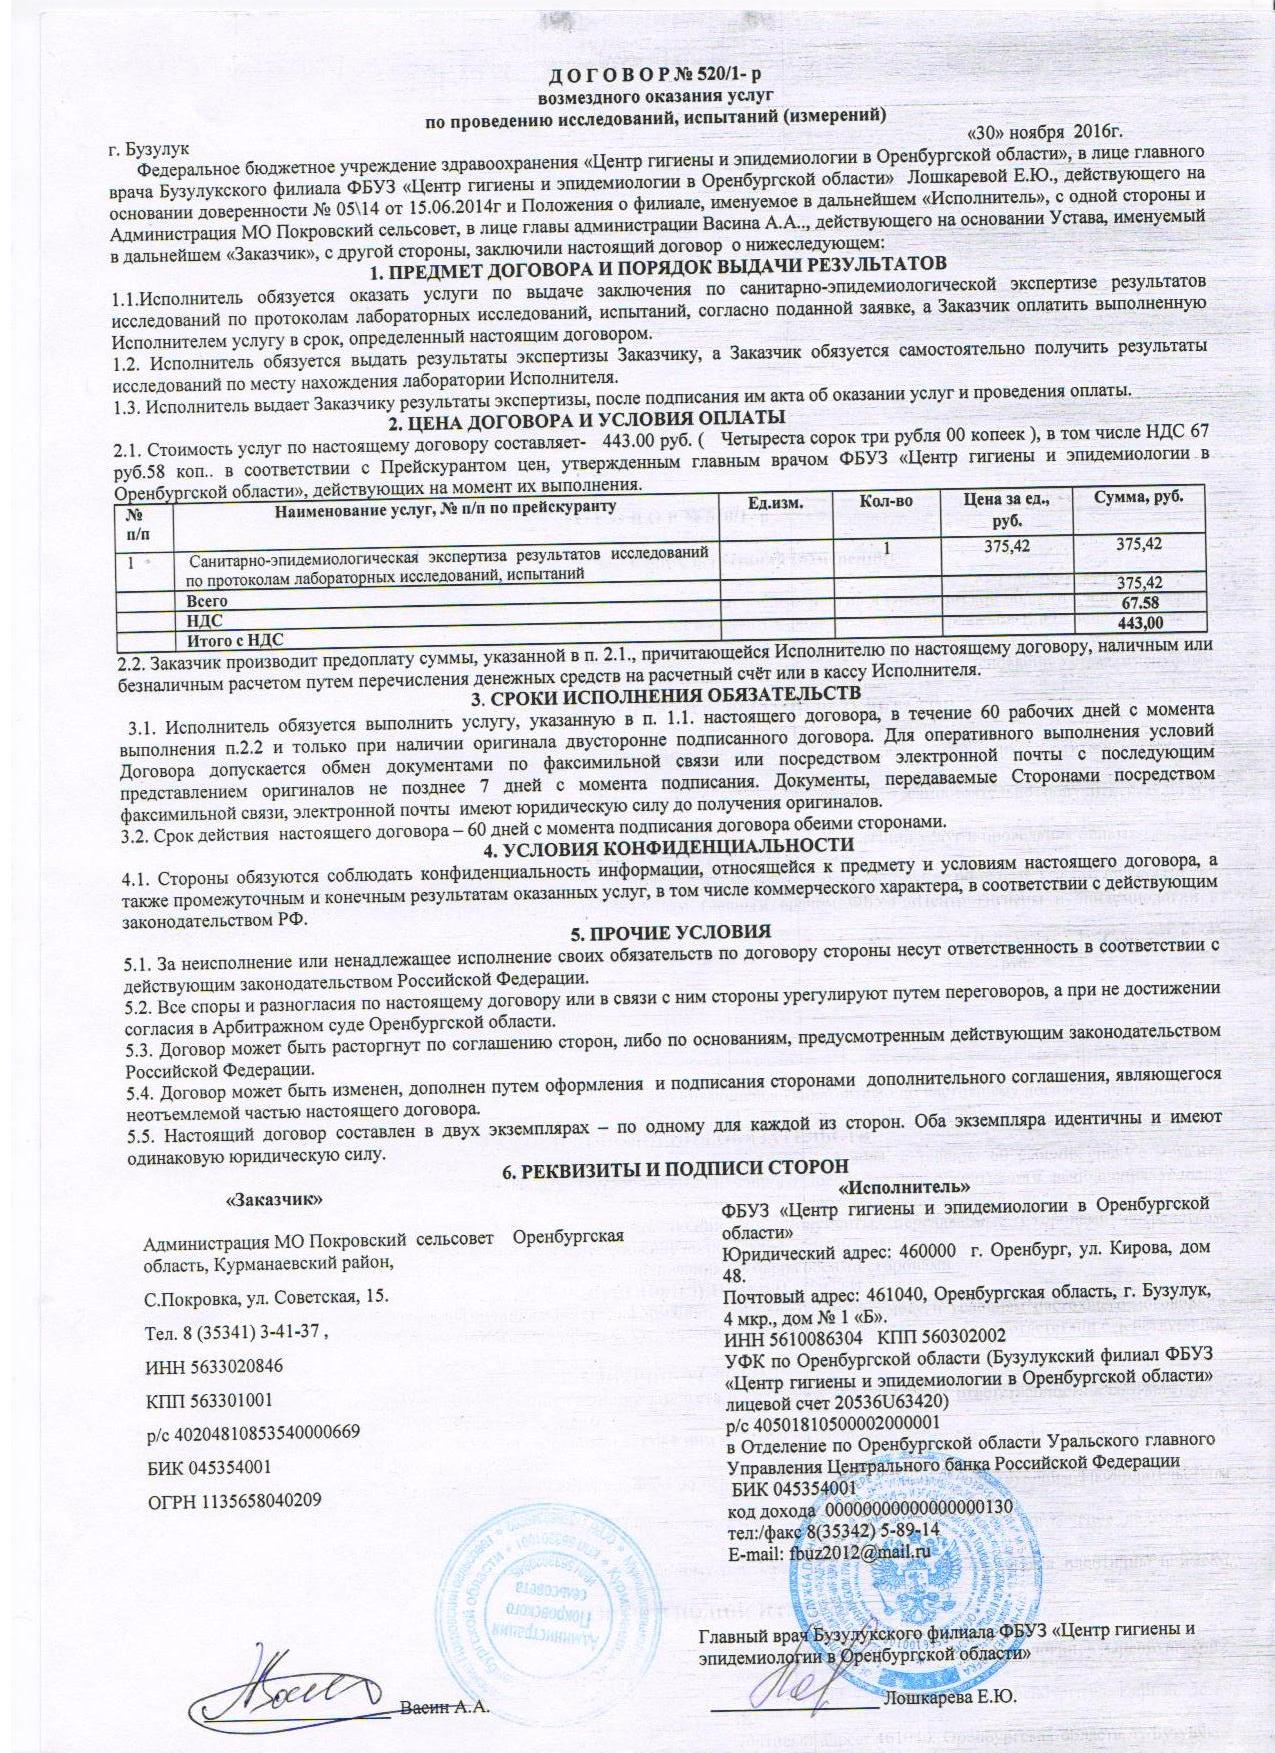 Д О Г О В О Р № 520/1- р
возмездного оказания услуг
по проведению исследований, испытаний (измерений)
г. Бузулук «30» ноября 2016г.
Федеральное бюджетное учреждение здравоохранения «Центр гигиены и эпидемиологии в Оренбургской области», в лице главного
врача Бузулукского филиала ФБУЗ «Центр гигиены и эпидемиологии в Оренбургской области» Лошкаревой Е.Ю., действующего на
основании доверенности № 05\14 от 15.06.2014г и Положения о филиале, именуемое в дальнейшем «Исполнитель», с одной стороны и
Администрация МО Покровский сельсовет, в лице главы администрации Васина А.А.., действующего на основании Устава, именуемый
в дальнейшем «Заказчик», с другой стороны, заключили настоящий договор о нижеследующем:
1. ПРЕДМЕТ ДОГОВОРА И ПОРЯДОК ВЫДАЧИ РЕЗУЛЬТАТОВ
1.1.Исполнитель обязуется оказать услуги по выдаче заключения по санитарно-эпидемиологической экспертизе результатов
исследований по протоколам лабораторных исследований, испытаний, согласно поданной заявке, а Заказчик оплатить выполненную
Исполнителем услугу в срок, определенный настоящим договором.
1.2. Исполнитель обязуется выдать результаты экспертизы Заказчику, а Заказчик обязуется самостоятельно получить результаты
исследований по месту нахождения лаборатории Исполнителя.
1.3. Исполнитель выдает Заказчику результаты экспертизы, после подписания им акта об оказании услуг и проведения оплаты.
2. ЦЕНА ДОГОВОРА И УСЛОВИЯ ОПЛАТЫ
2.1. Стоимость услуг по настоящему договору составляет- 443.00 руб. ( Четыреста сорок три рубля 00 копеек ), в том числе НДС 67
руб.58 коп.. в соответствии с Прейскурантом цен, утвержденным главным врачом ФБУЗ «Центр гигиены и эпидемиологии в
Оренбургской области», действующих на момент их выполнения.
№ п/п Наименование услуг, № п/п по прейскуранту Ед.изм. Кол-во Цена за ед., руб. Сумма, руб.
1 Санитарно-эпидемиологическая экспертиза результатов исследований 1 375,42 375,42
по протоколам лабораторных исследований, испытаний
Всего 375,42
НДС 67.58
Итого с НДС 443,00
2.2. Заказчик производит предоплату суммы, указанной в п. 2.1., причитающейся Исполнителю по настоящему договору, наличным или
безналичным расчетом путем перечисления денежных средств на расчетный счёт или в кассу Исполнителя.
3. СРОКИ ИСПОЛНЕНИЯ ОБЯЗАТЕЛЬСТВ
3.1. Исполнитель обязуется выполнить услугу, указанную в п. 1.1. настоящего договора, в течение 60 рабочих дней с момента
выполнения п.2.2 и только при наличии оригинала двусторонне подписанного договора. Для оперативного выполнения условий
Договора допускается обмен документами по факсимильной связи или посредством электронной почты с последующим
представлением оригиналов не позднее 7 дней с момента подписания. Документы, передаваемые Сторонами посредством
факсимильной связи, электронной почты имеют юридическую силу до получения оригиналов.
3.2. Срок действия настоящего договора – 60 дней с момента подписания договора обеими сторонами.
4. УСЛОВИЯ КОНФИДЕНЦИАЛЬНОСТИ
4.1. Стороны обязуются соблюдать конфиденциальность информации, относящейся к предмету и условиям настоящего договора, а
также промежуточным и конечным результатам оказанных услуг, в том числе коммерческого характера, в соответствии с действующим
законодательством РФ.
5. ПРОЧИЕ УСЛОВИЯ
5.1. За неисполнение или ненадлежащее исполнение своих обязательств по договору стороны несут ответственность в соответствии с
действующим законодательством Российской Федерации.
5.2. Все споры и разногласия по настоящему договору или в связи с ним стороны урегулируют путем переговоров, а при не достижении
согласия в Арбитражном суде Оренбургской области.
5.3. Договор может быть расторгнут по соглашению сторон, либо по основаниям, предусмотренным действующим законодательством
Российской Федерации.
5.4. Договор может быть изменен, дополнен путем оформления и подписания сторонами дополнительного соглашения, являющегося
неотъемлемой частью настоящего договора.
5.5. Настоящий договор составлен в двух экземплярах – по одному для каждой из сторон. Оба экземпляра идентичны и имеют
одинаковую юридическую силу.
6. РЕКВИЗИТЫ И ПОДПИСИ СТОРОН
«Заказчик»
Администрация МО Покровский сельсовет Оренбургская
область, Курманаевский район,
С.Покровка, ул. Советская, 15.
Тел. 8 (35341) 3-41-37 ,
ИНН 5633020846
КПП 563301001
р/с 40204810853540000669
БИК 045354001
ОГРН 1135658040209
Администрация
Покровского
сельсовета
Васин А.А.
«Исполнитель»
ФБУЗ «Центр гигиены и эпидемиологии в Оренбургской
области»
Юридический адрес: 460000 г. Оренбург, ул. Кирова, дом
48.
Почтовый адрес: 461040, Оренбургская область, г. Бузулук,
4 мкр., дом № 1 «Б».
ИНН 5610086304 КПП 560302002
УФК по Оренбургской области (Бузулукский филиал ФБУЗ
«Центр гигиены и эпидемиологии в Оренбургской области»
лицевой счет 20536U63420)
р/с 40501810500002000001
в Отделение по Оренбургской области Уральского главного
Управления Центрального банка Российской Федерации
БИК 045354001
код дохода 00000000000000000130
тел:/факс 8(35342) 5-89-14
E-mail: fbuz2012@mail.ru
Главный врач Бузулукского филиала ФБУЗ «Центр гигиены и
эпидемиологии в Оренбургской области»
Лошкарева Е.Ю.